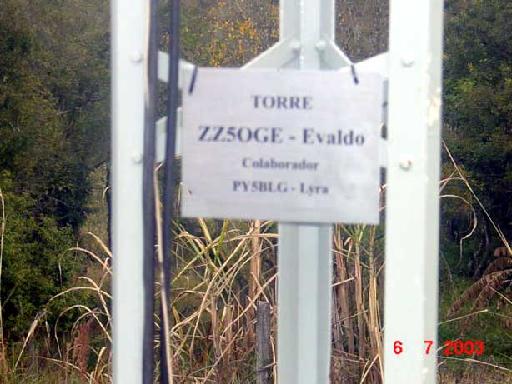 TORRE
ZZ5OGE - Evaldo
Colaborador
PY5BLG - Lyra
6 7 2003